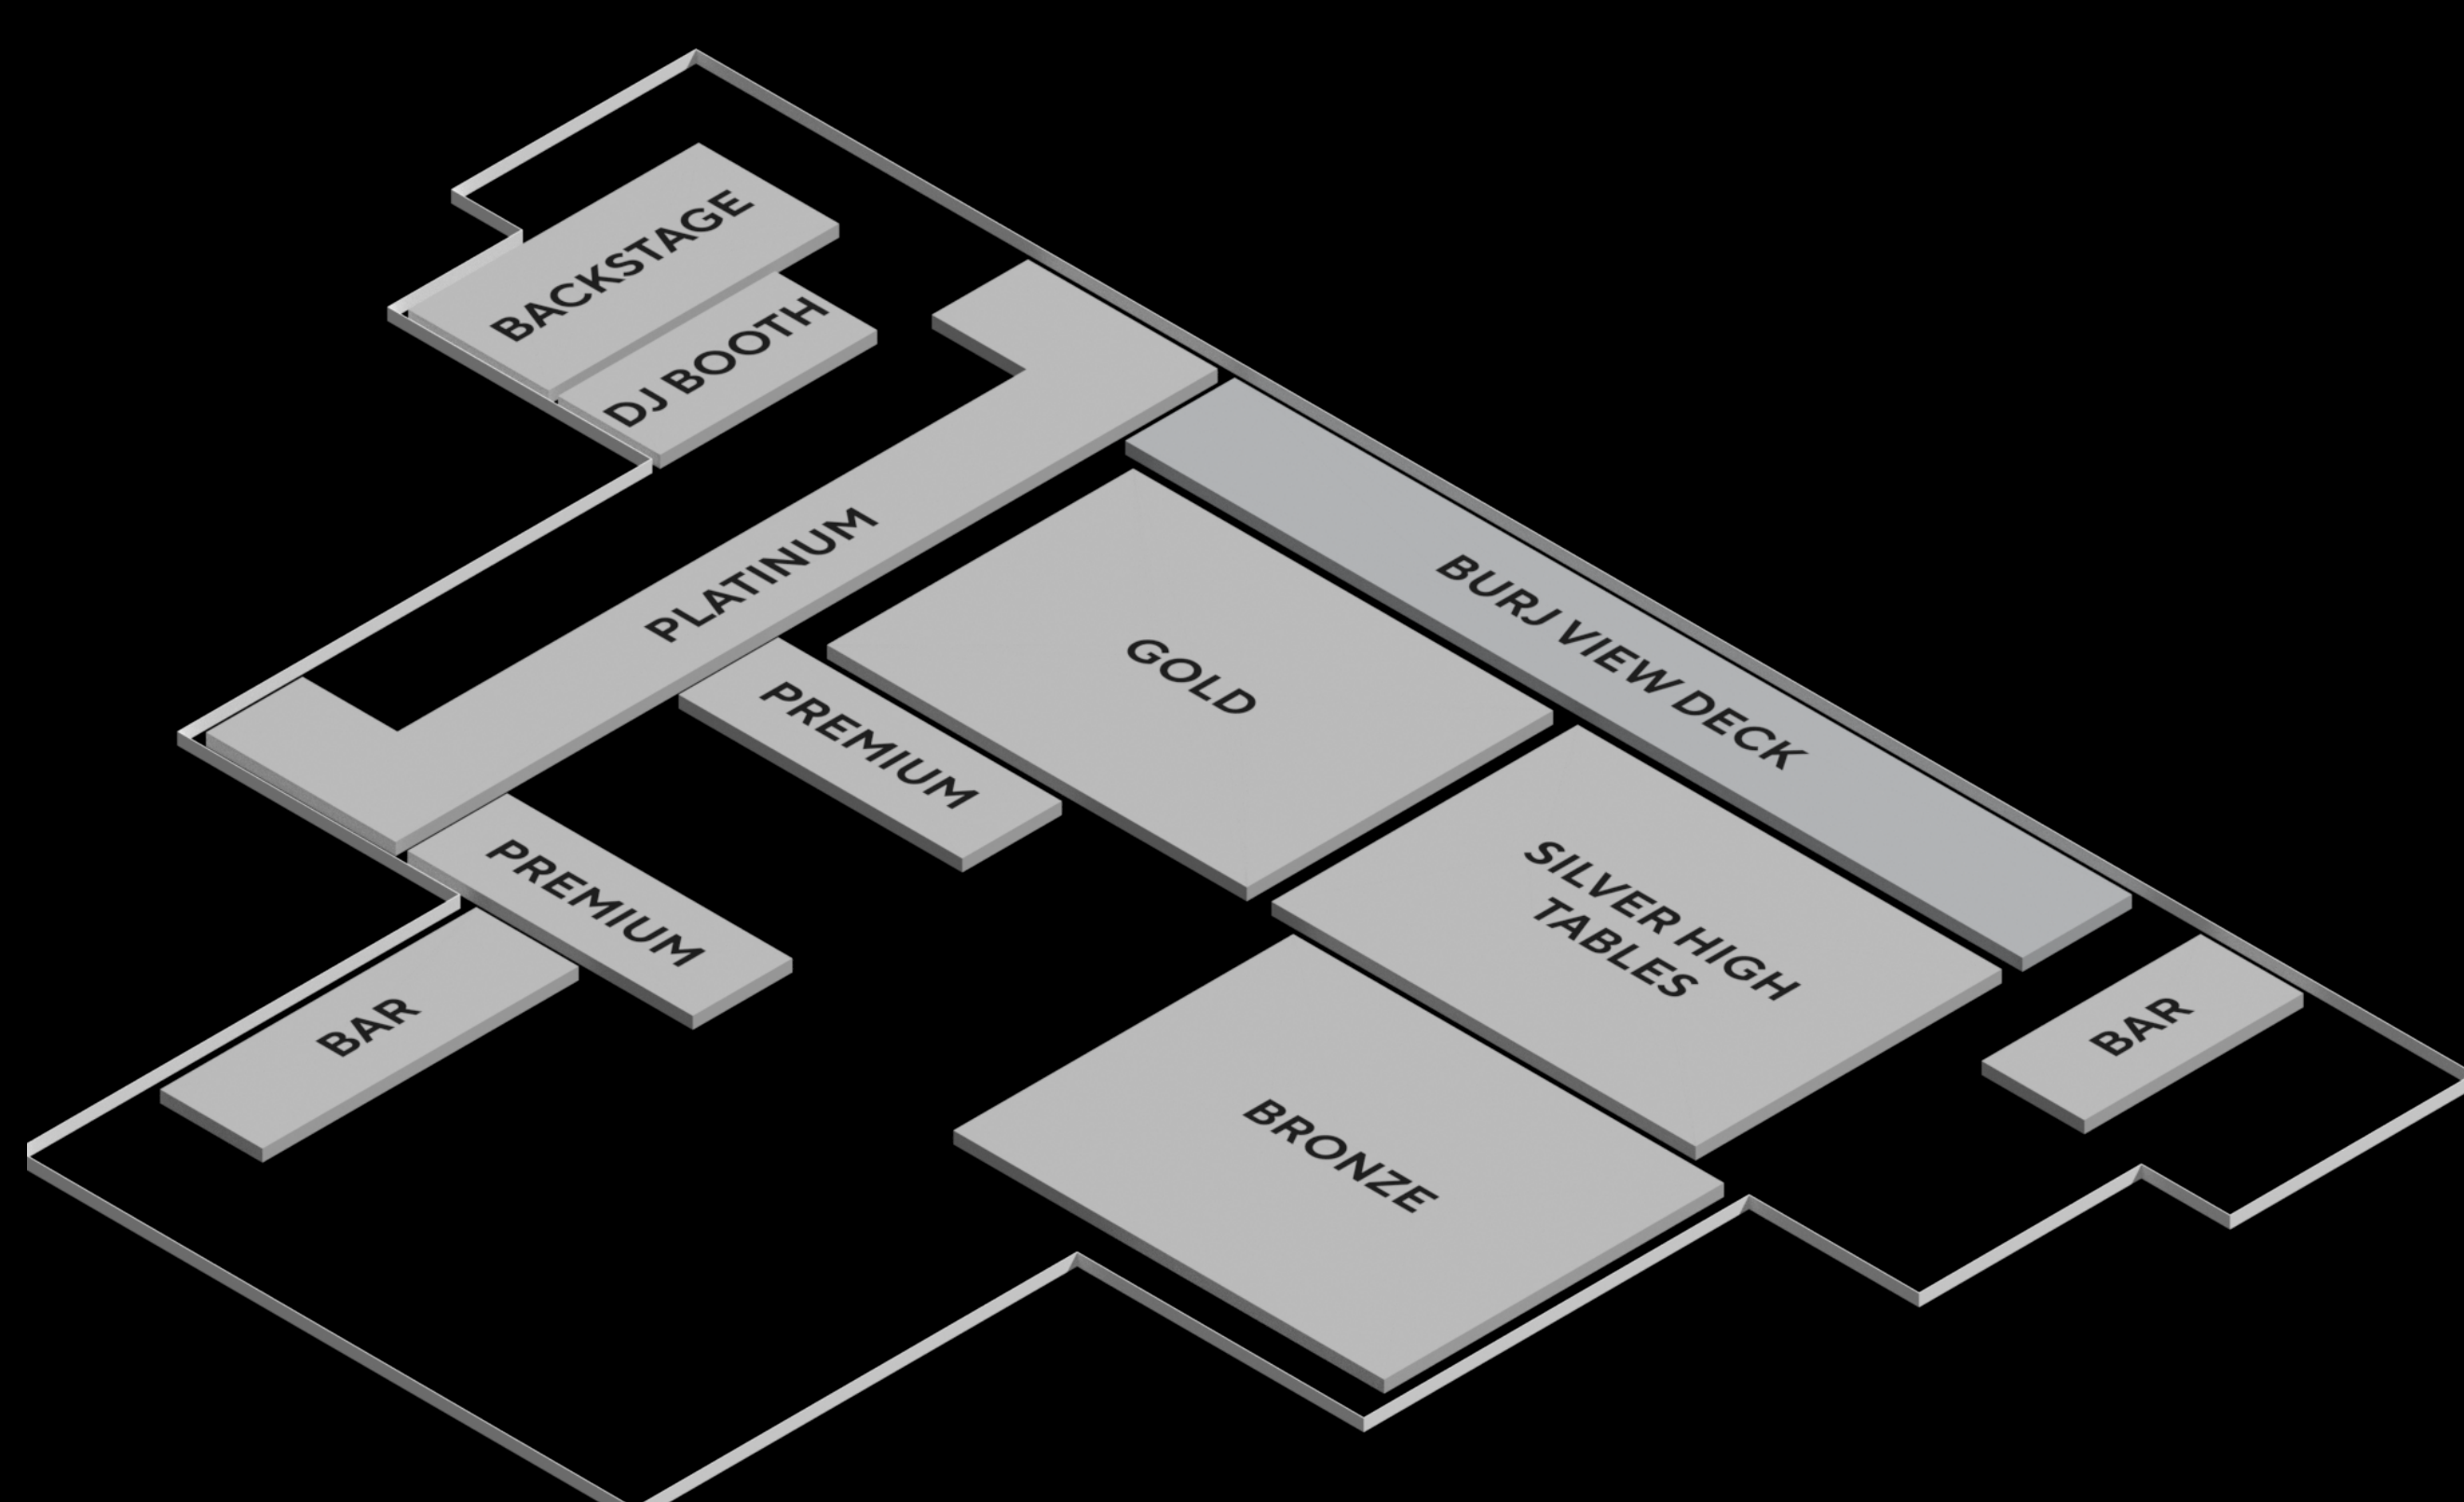 BACKSTAGE
DJ BOOTH
PLATINUM
BURJ VIEW DECK
GOLD
PREMIUM
PREMIUM
SILVER HIGH
TABLES
BAR
BAR
BRONZE